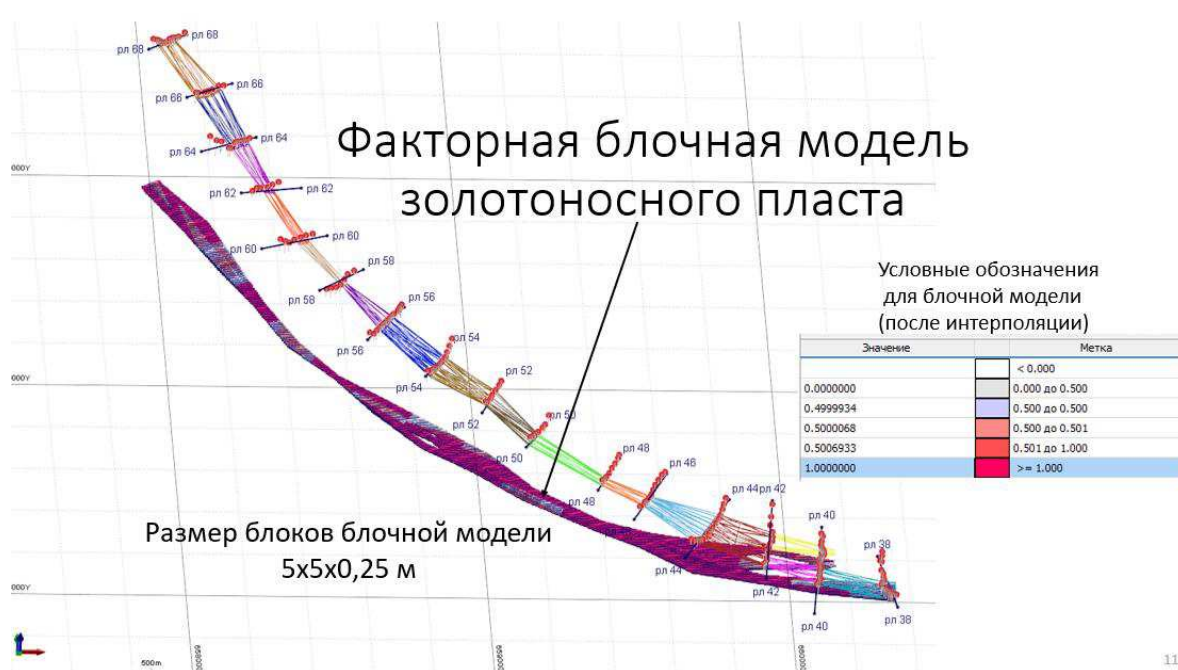 рл 68
рл 68
рл 66
рл 66
рл 64
рл 64
Факторная блочная модель
золотоносного пласта
000Y
рл 62
рл 62
рл 60
рл 60
рл 58
рл 58
Условные обозначения
для блочной модели
(после интерполяции)
рл 56
рл 56
Значение Метка
< 0.000
0.0000000 0.000 до 0.500
0.4999934 0.500 до 0.500
0.5000068 0.500 до 0.501
0.5006933 0.501 до 1.000
1.0000000 >= 1.000
рл 54
рл 54
000Y
рл 52
рл 52
рл 50
рл 50
рл 48
рл 48
рл 46
рл 44
рл 42
рл 40
рл 38
Размер блоков блочной модели
5x5x0,25 м
рл 44
рл 42
рл 40
рл 38
000Y
500m
11